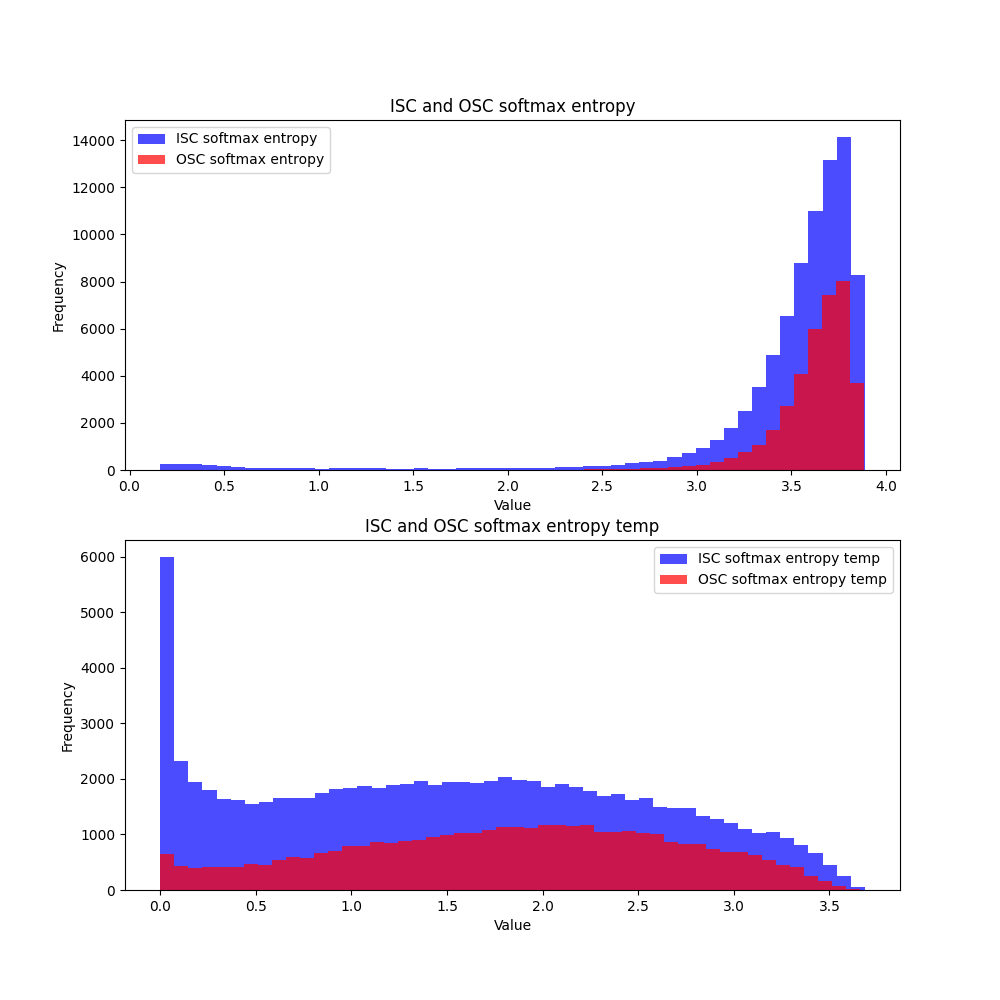 ISC and OSC softmax entropy
ISC softmax entropy
OSC softmax entropy
14000
12000
10000
8000
6000
4000
2000
0
Frequency
0.0 0.5 1.0 1.5 2.0 2.5 3.0 3.5 4.0
Value
ISC and OSC softmax entropy temp
ISC softmax entropy temp
OSC softmax entropy temp
6000
5000
4000
3000
2000
1000
0
Frequency
0.0 0.5 1.0 1.5 2.0 2.5 3.0 3.5
Value